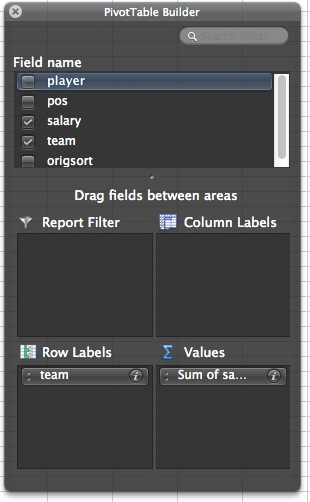 PivotTable Builder
Search fields
Field name
player
pos
salary
team
origsort
Drag fields between areas
Report Filter
Column Labels
Row Labels
Values
team
Sum of sa...